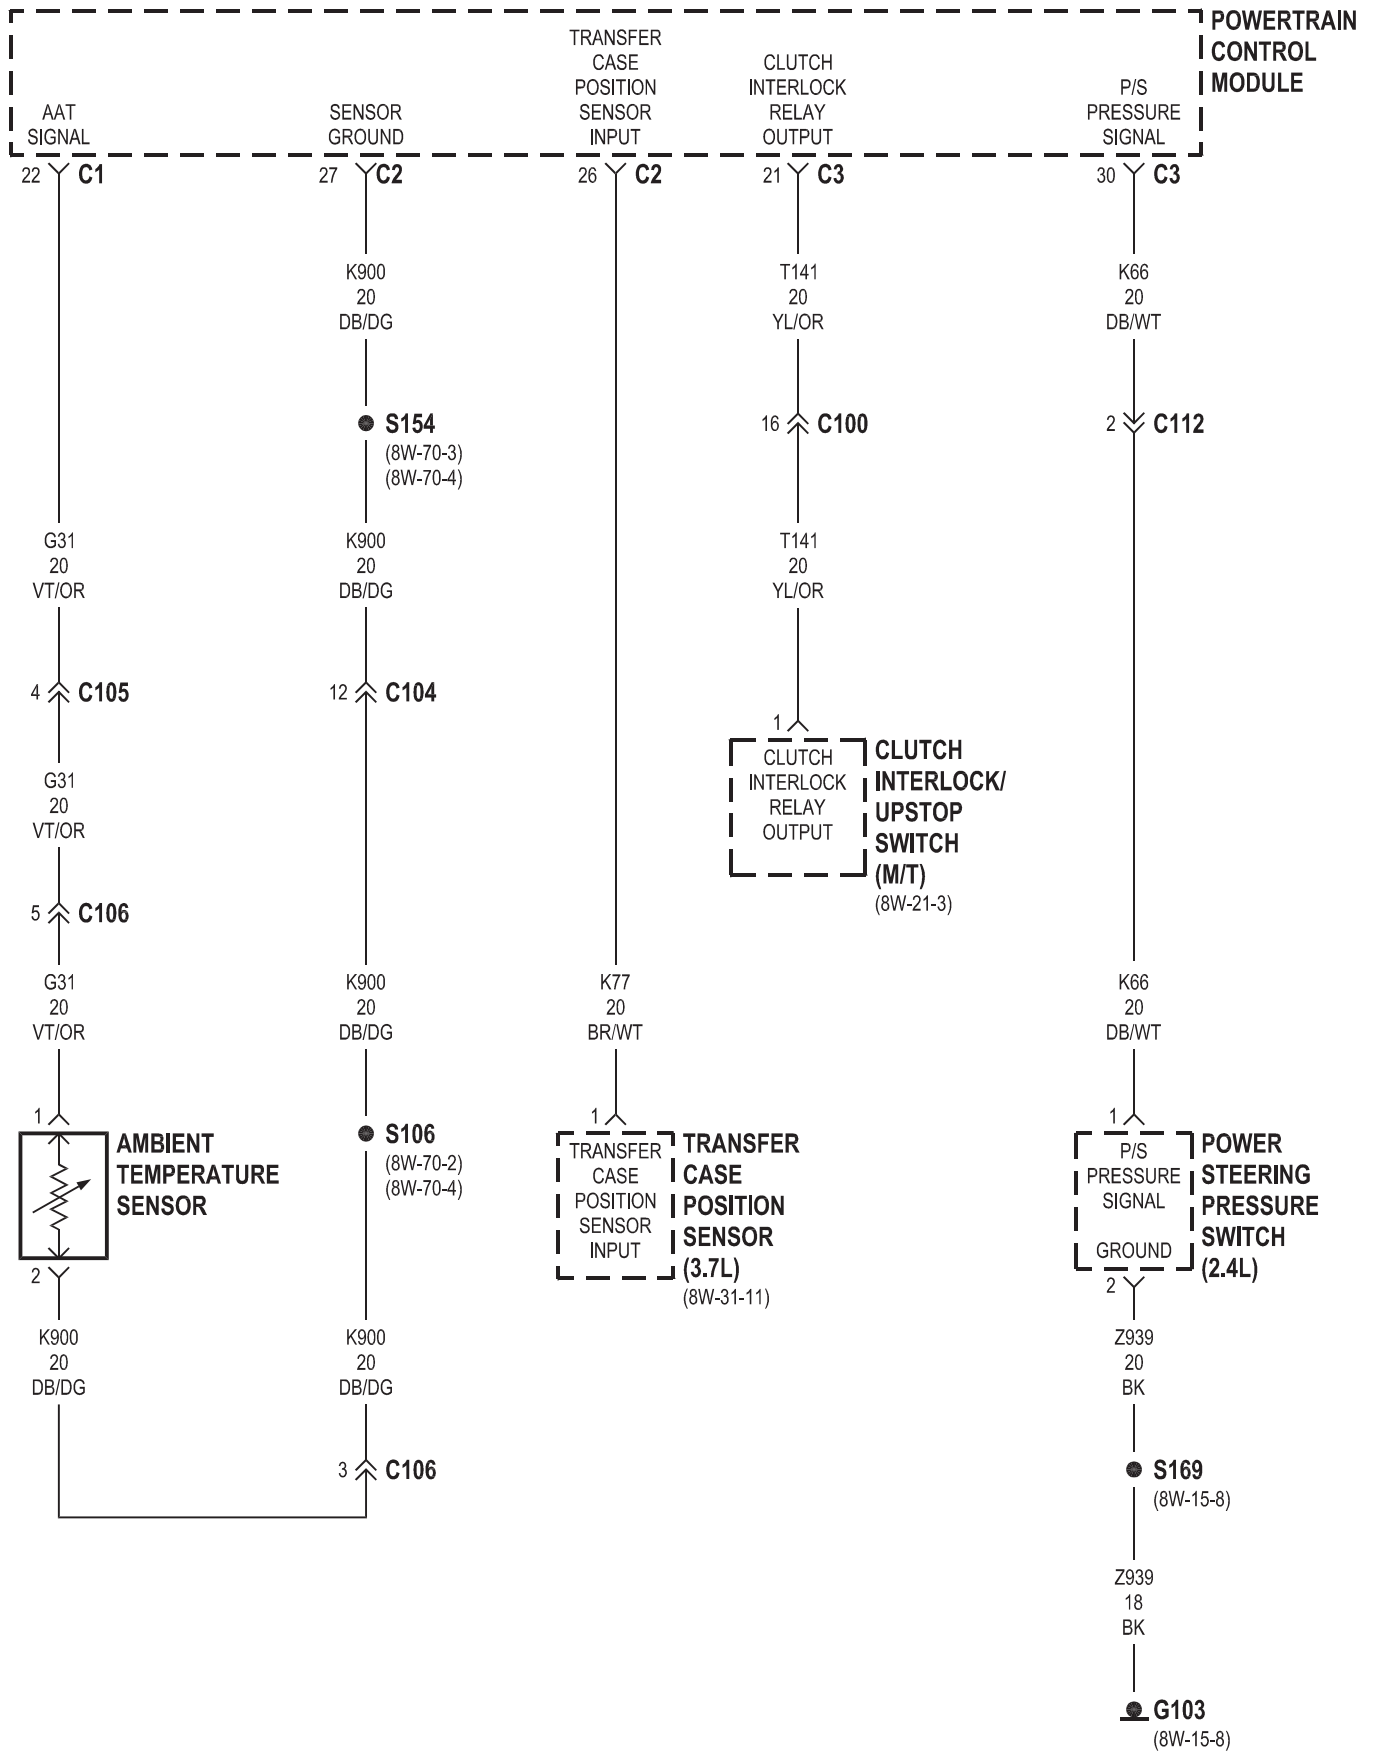 POWERTRAIN
CONTROL
MODULE
AAT
SIGNAL
SENSOR
GROUND
TRANSFER
CASE
POSITION
SENSOR
INPUT
CLUTCH
INTERLOCK
RELAY
OUTPUT
P/S
PRESSURE
SIGNAL
22 C1
27 C2
26 C2
21 C3
30 C3
K900
20
DB/DG
T141
20
YL/OR
K66
20
DB/WT
S154
(8W-70-3)
(8W-70-4)
16 C100
2 C112
G31
20
VT/OR
K900
20
DB/DG
T141
20
YL/OR
4 C105
12 C104
1
CLUTCH
INTERLOCK
RELAY
OUTPUT
CLUTCH
INTERLOCK/
UPSTOP
SWITCH
(M/T)
(8W-21-3)
G31
20
VT/OR
5 C106
G31
20
VT/OR
K900
20
DB/DG
K77
20
BR/WT
K66
20
DB/WT
1
AMBIENT
TEMPERATURE
SENSOR
2
S106
(8W-70-2)
(8W-70-4)
1
TRANSFER
CASE
POSITION
SENSOR
INPUT
TRANSFER
CASE
POSITION
SENSOR
(3.7L)
(8W-31-11)
1
P/S
PRESSURE
SIGNAL
GROUND
POWER
STEERING
PRESSURE
SWITCH
(2.4L)
2
K900
20
DB/DG
K900
20
DB/DG
Z939
20
BK
3 C106
S169
(8W-15-8)
Z939
18
BK
G103
(8W-15-8)